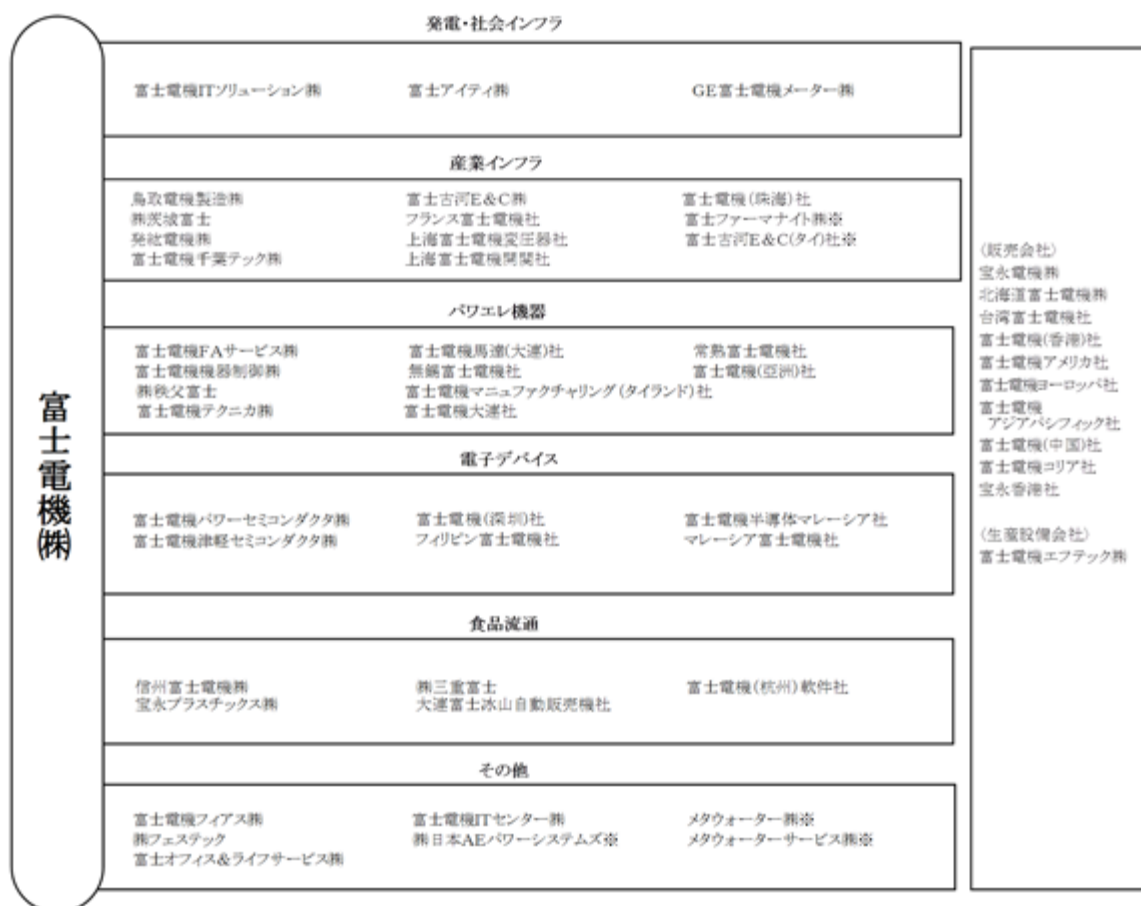 富士電機㈱
発電・社会インフラ
富士電機ITソリューション㈱ 富士アイティ㈱ GE富士電機メーター㈱
産業インフラ
鳥取電機製造㈱ 富士古河E&C㈱ 富士電機(珠海)社
㈱茨城富士 フランス富士電機社 富士ファーマナイト㈱※
発紘電機㈱ 上海富士電機変圧器社 富士古河E&C(タイ)社※
富士電機千葉テック㈱ 上海富士電機開関社
パワエレ機器
富士電機FAサービス㈱ 富士電機馬達(大連)社 常熟富士電機社
富士電機機器制御㈱ 無錫富士電機社 富士電機(亞洲)社
㈱秩父富士 富士電機マニュファクチャリング(タイランド)社
富士電機テクニカ㈱ 富士電機大連社
電子デバイス
富士電機パワーセミコンダクタ㈱ 富士電機(深圳)社 富士電機半導体マレーシア社
富士電機津軽セミコンダクタ㈱ フィリピン富士電機社 マレーシア富士電機社
食品流通
信州富士電機㈱ ㈱三重富士 富士電機(杭州)軟件社
宝永プラスチックス㈱ 大連富士冰山自動販売機社
その他
富士電機フィアス㈱ 富士電機ITセンター㈱ メタウォーター㈱※
㈱フェステック ㈱日本AEパワーシステムズ※ メタウォーターサービス㈱※
富士オフィス&ライフサービス㈱
(販売会社)
宝永電機㈱
北海道富士電機㈱
台湾富士電機社
富士電機(香港)社
富士電機アメリカ社
富士電機ヨーロッパ社
富士電機
アジアパシフィック社
富士電機(中国)社
富士電機コリア社
宝永香港社
(生産設備会社)
富士電機エフテック㈱